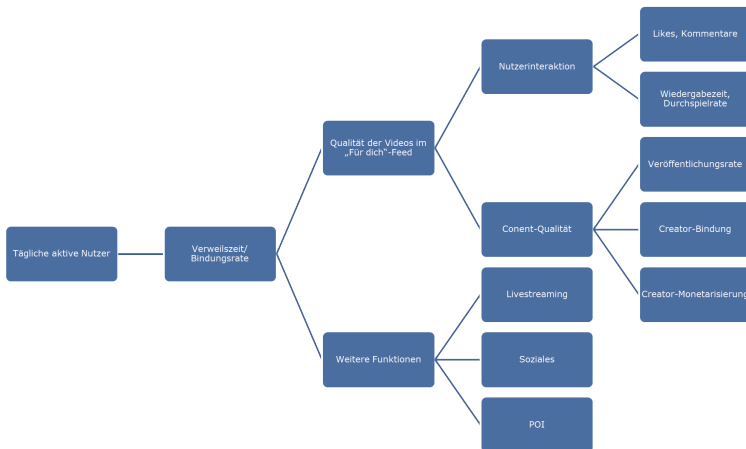 Likes, Kommentare
Nutzerinteraktion
Wiedergabezeit,
Durchspielrate
Qualität der Videos im
„Für dich“-Feed
Veröffentlichungsrate
Conent-Qualität
Creator-Bindung
Tägliche aktive Nutzer
Verweilszeit/
Bindungsrate
Creator-Monetarisierung
Livestreaming
Weitere Funktionen
Soziales
POI